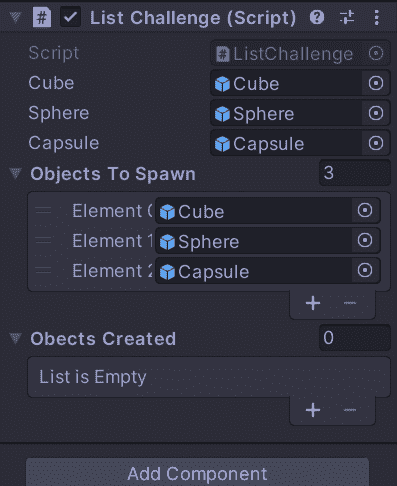 List Challenge (Script)
Script ListChallenge
Cube Cube
Sphere Sphere
Capsule Capsule
Objects To Spawn 3
Element 0 Cube
Element 1 Sphere
Element 2 Capsule
Obects Created 0
List is Empty
Add Component